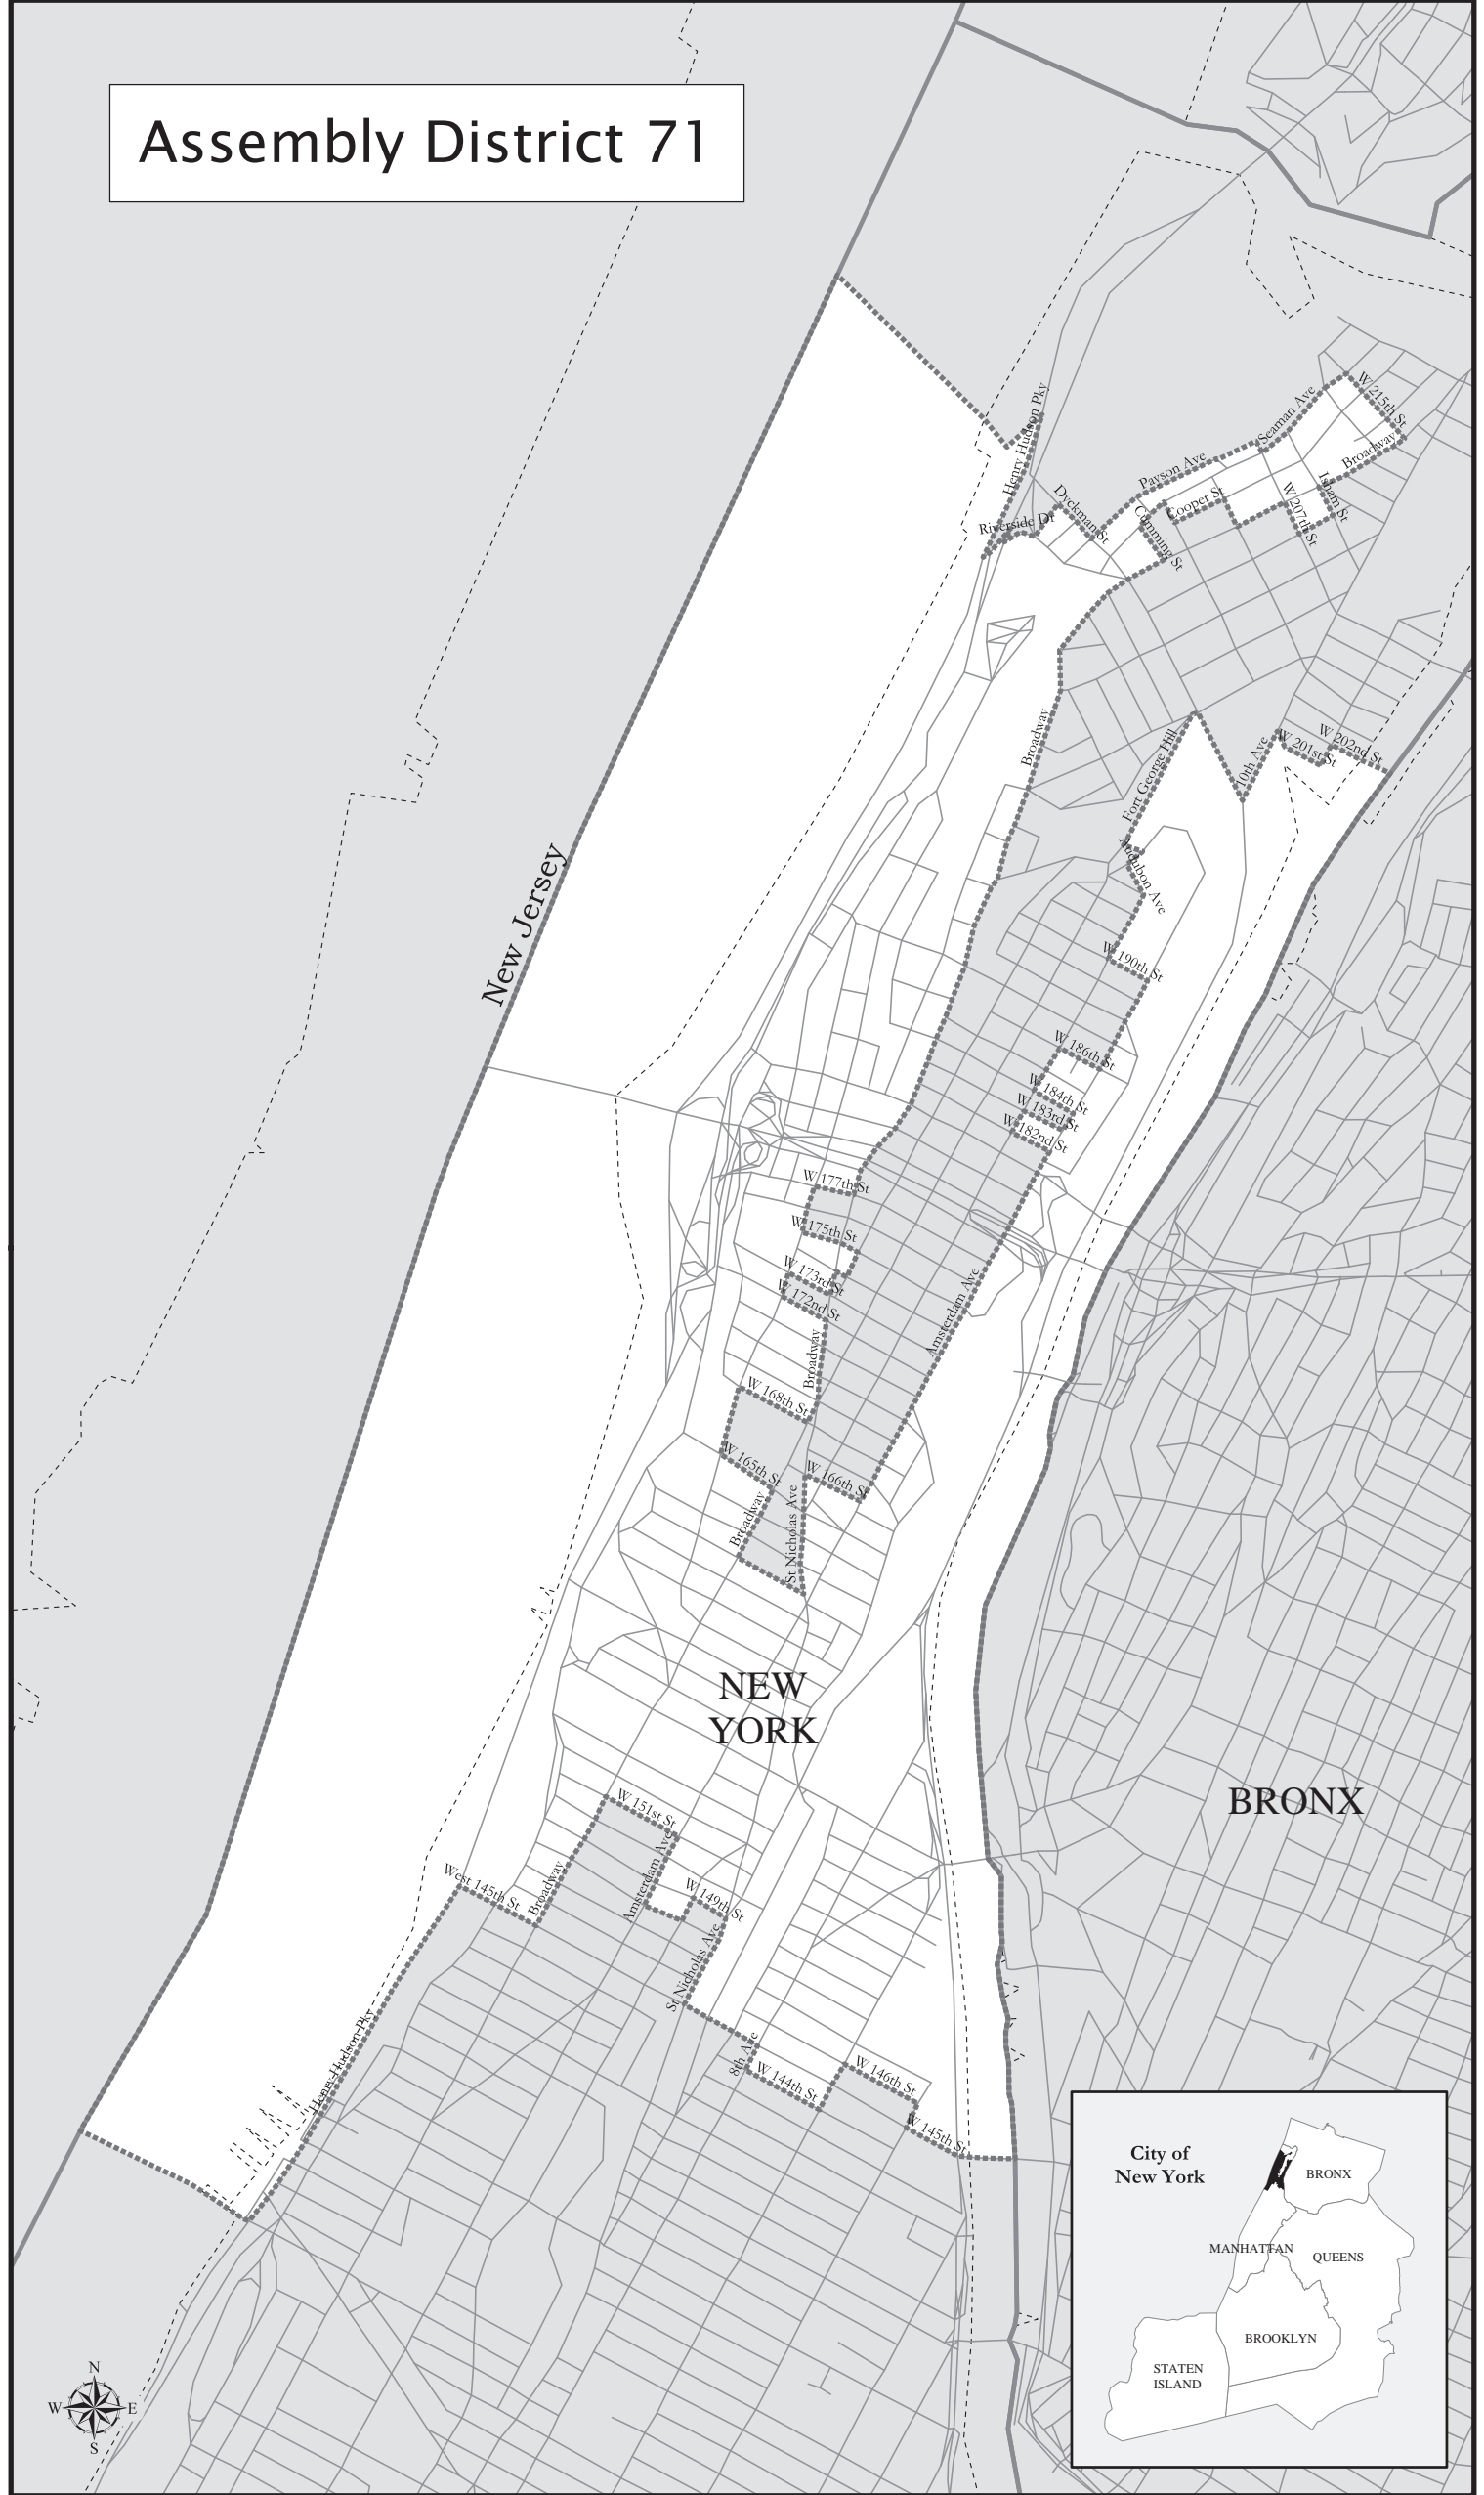 Assembly District 71
W 215th St
Henry Hudson Pky
Seaman Ave
Broadway
Payson Ave
Isham St
W 207th St
Cooper St
Dyckman St
Riverside Dr
Cumming St
Broadway
Fort George Hill
10th Ave
W 201st St
W 202nd St
Audubon Ave
New Jersey
W 190th St
W 186th St
W 184th St
W 183rd St
W 182nd St
W 177th St
W 175th St
W 173rd St
W 172nd St
Broadway
Amsterdam Ave
W 168th St
W 165th St
W 166th St
Broadway
St Nicholas Ave
NEW
YORK
BRONX
W 151st St
Amsterdam Ave
West 145th St
Broadway
W 149th St
St Nicholas Ave
Henry Hudson Pky
8th Ave
W 144th St
W 146th St
W 145th St
City of
New York
BRONX
MANHATTAN
QUEENS
BROOKLYN
STATEN
ISLAND
N
W E
S